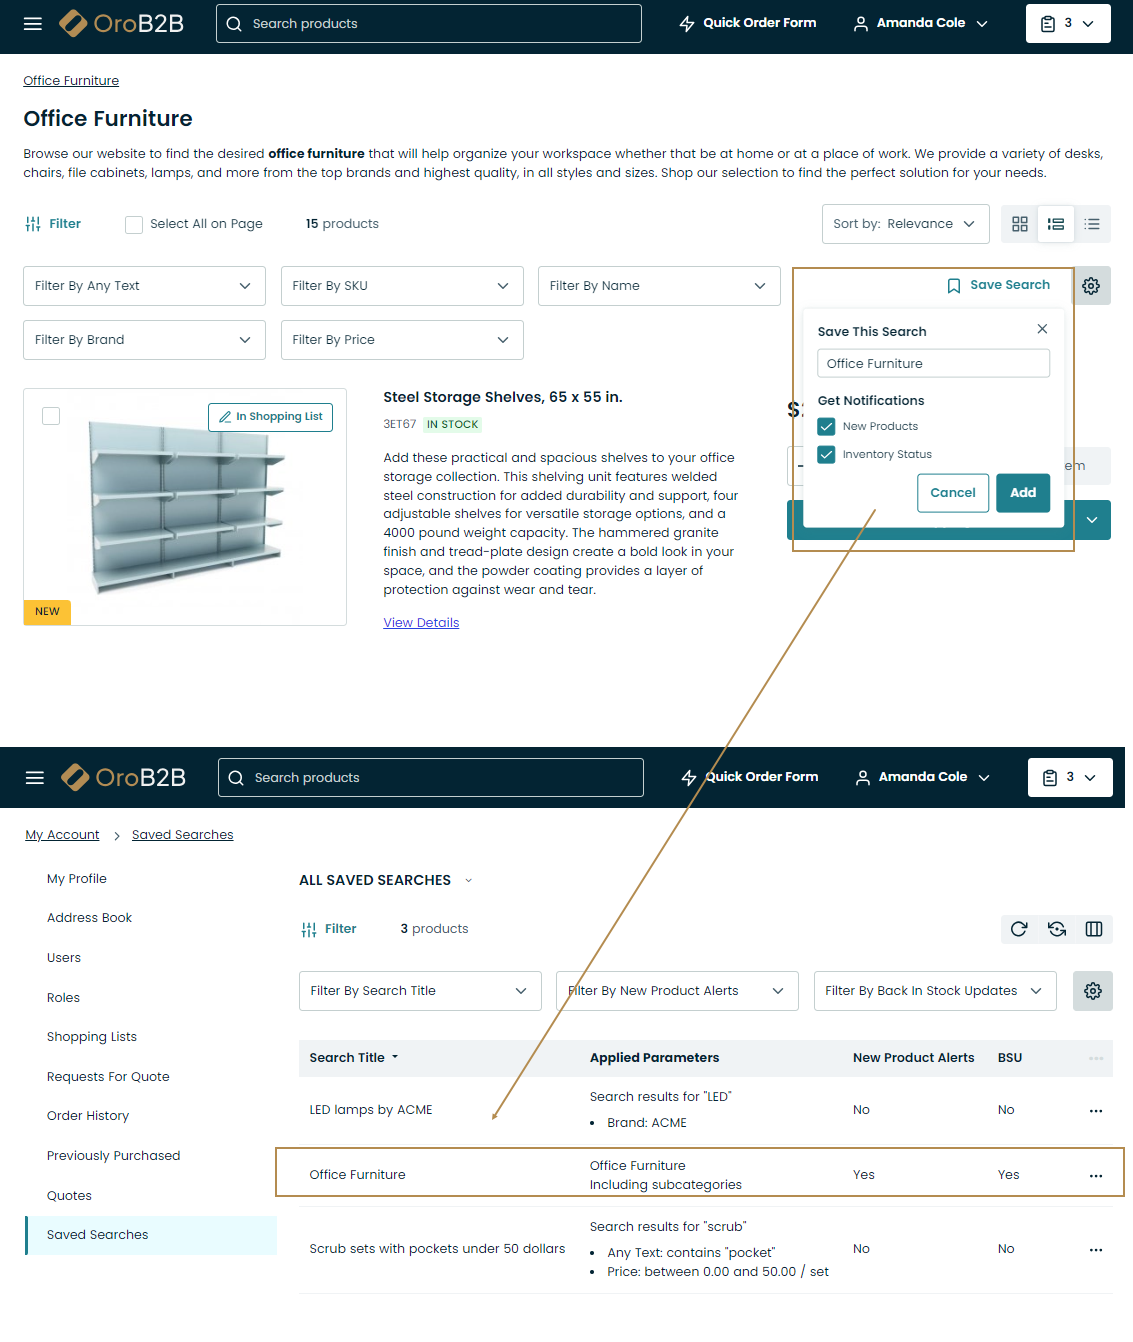 OroB2B
Search products
Quick Order Form
Amanda Cole
3
Office Furniture
Office Furniture
Browse our website to find the desired office furniture that will help organize your workspace whether that be at home or at a place of work. We provide a variety of desks,
chairs, file cabinets, lamps, and more from the top brands and highest quality, in all styles and sizes. Shop our selection to find the perfect solution for your needs.
Filter
Select All on Page
15 products
Sort by: Relevance
Filter By Any Text
Filter By SKU
Filter By Name
Save Search
Filter By Brand
Filter By Price
Save This Search
Office Furniture
Get Notifications
New Products
Inventory Status
Cancel
Add
In Shopping List
NEW
Steel Storage Shelves, 65 x 55 in.
3ET67 IN STOCK
Add these practical and spacious shelves to your office
storage collection. This shelving unit features welded
steel construction for added durability and support, four
adjustable shelves for versatile storage options, and a
4000 pound weight capacity. The hammered granite
finish and tread-plate design create a bold look in your
space, and the powder coating provides a layer of
protection against wear and tear.
View Details
OroB2B
Search products
Quick Order Form
Amanda Cole
3
My Account > Saved Searches
My Profile
Address Book
Users
Roles
Shopping Lists
Requests For Quote
Order History
Previously Purchased
Quotes
Saved Searches
ALL SAVED SEARCHES
Filter
3 products
Filter By Search Title
Filter By New Product Alerts
Filter By Back In Stock Updates
Search Title
Applied Parameters
New Product Alerts
BSU
LED lamps by ACME
Search results for "LED"
• Brand: ACME
No
No
Office Furniture
Office Furniture
Including subcategories
Yes
Yes
Scrub sets with pockets under 50 dollars
Search results for "scrub"
• Any Text: contains "pocket"
• Price: between 0.00 and 50.00 / set
No
No